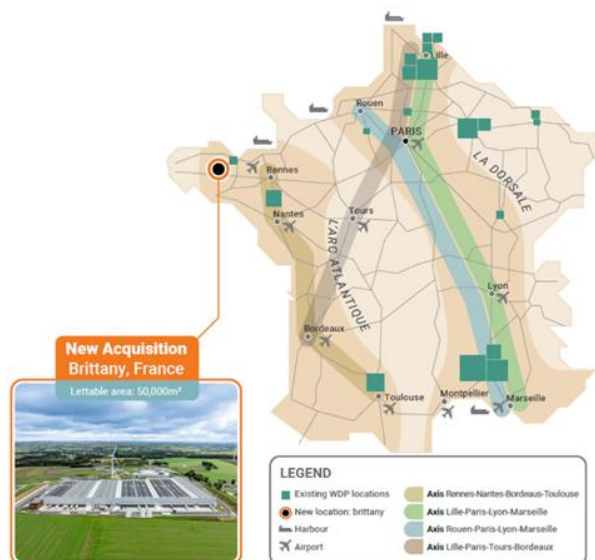 Lille
Rouen
PARIS
LA DORSALE
Rennes
Nantes
Tours
L'ARC ATLANTIQUE
Lyon
Bordeaux
New Acquisition
Brittany, France
Lettable area: 50,000m²
Toulouse
Montpellier
Marseille
LEGEND
Existing WDP locations
New location: brittany
Harbour
Airport
Axis Rennes-Nantes-Bordeaux-Toulouse
Axis Lille-Paris-Lyon-Marseille
Axis Rouen-Paris-Lyon-Marseille
Axis Lille-Paris-Tours-Bordeaux